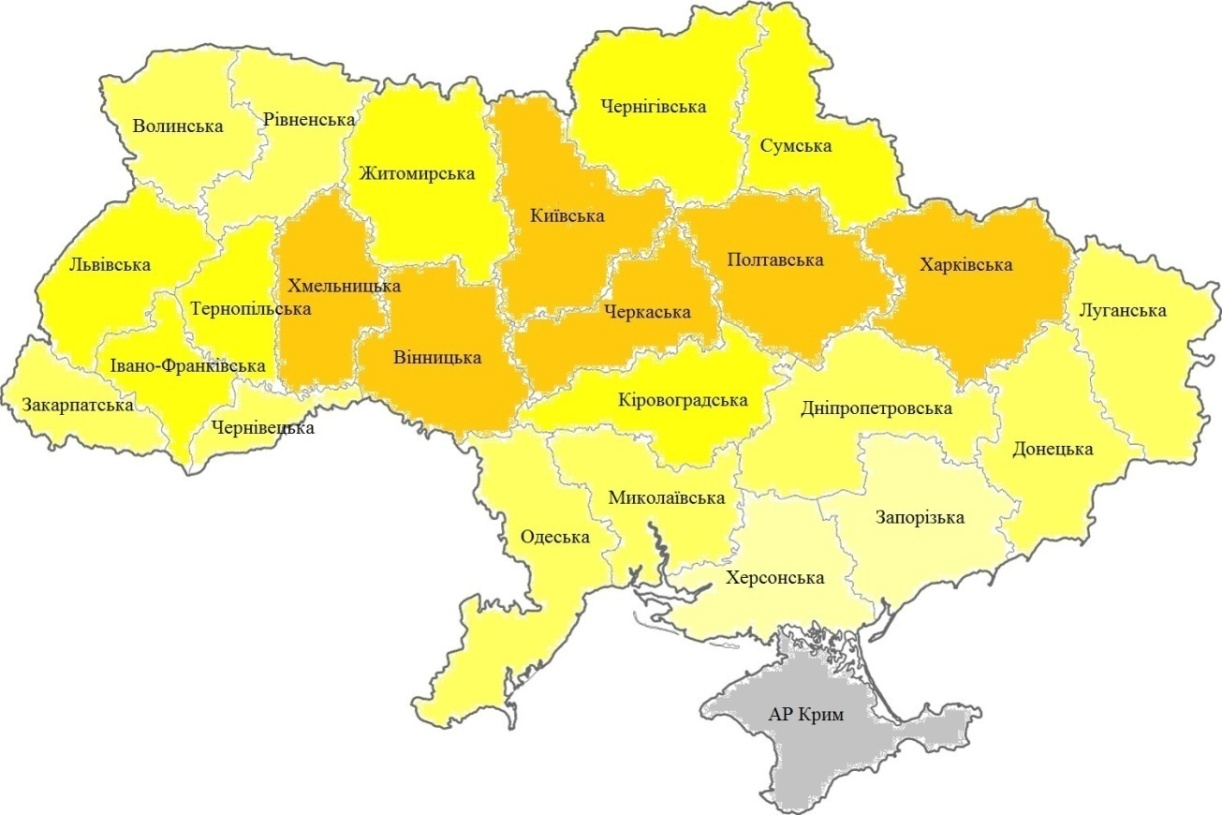 Чернігівська
Волинська
Рівненська
Сумська
Житомирська
Київська
Львівська
Полтавська
Харківська
Хмельницька
Тернопільська
Черкаська
Луганська
Вінницька
Івано-Франківська
Закарпатська
Кіровоградська
Дніпропетровська
Чернівецька
Донецька
Миколаївська
Запорізька
Одеська
Херсонська
АР Крим